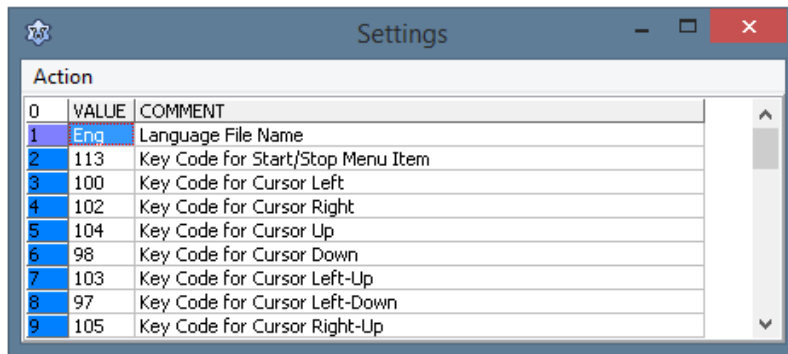 Settings
Action
0 VALUE COMMENT
1 Eng Language File Name
2 113 Key Code for Start/Stop Menu Item
3 100 Key Code for Cursor Left
4 102 Key Code for Cursor Right
5 104 Key Code for Cursor Up
6 98 Key Code for Cursor Down
7 103 Key Code for Cursor Left-Up
8 97 Key Code for Cursor Left-Down
9 105 Key Code for Cursor Right-Up